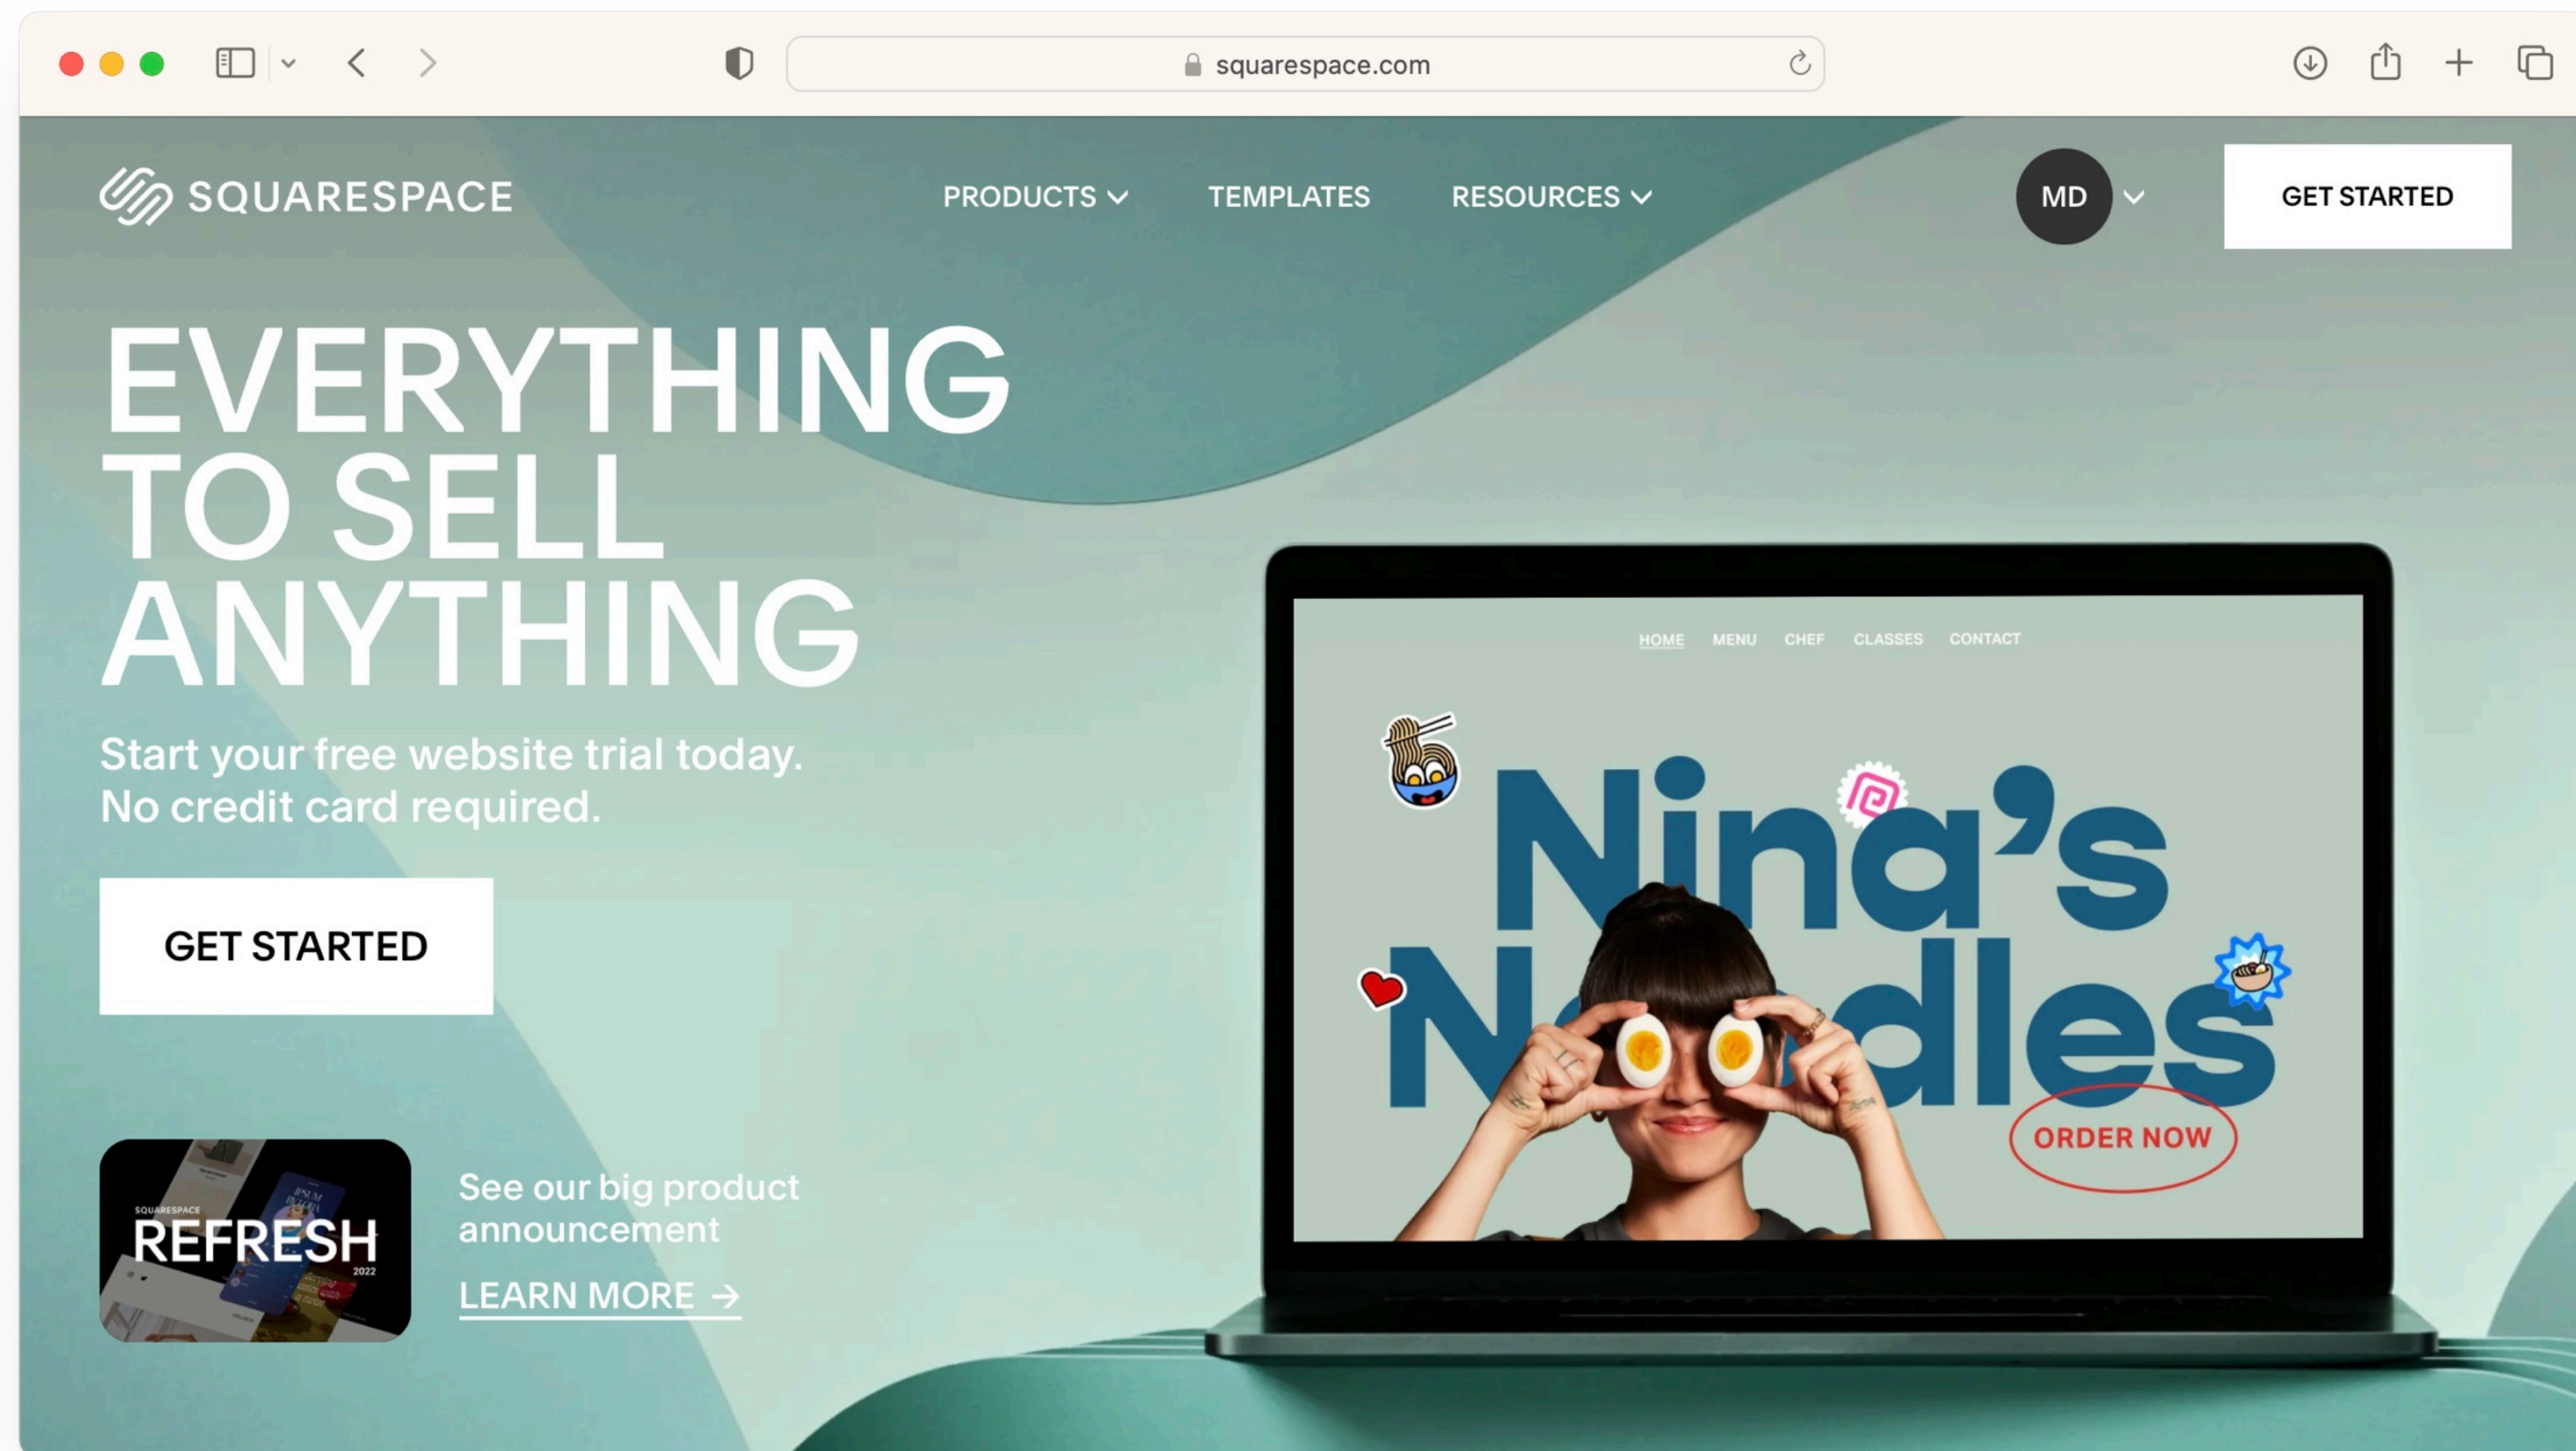 squarespace.com
SQUARESPACE
PRODUCTS
TEMPLATES
RESOURCES
MD
GET STARTED
EVERYTHING
TO SELL
ANYTHING
Start your free website trial today.
No credit card required.
GET STARTED
SQUARESPACE
REFRESH
2022
See our big product
announcement
LEARN MORE →
HOME MENU CHEF CLASSES CONTACT
Nina's
Noodles
ORDER NOW